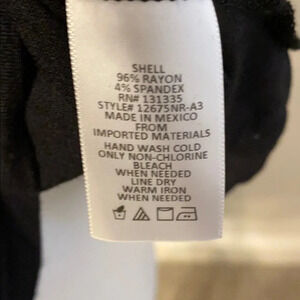 SHELL
96% RAYON
4% SPANDEX
RN# 131335
STYLE# 12675NR-A3
MADE IN MEXICO
FROM
IMPORTED MATERIALS
HAND WASH COLD
ONLY NON-CHLORINE
BLEACH
WHEN NEEDED
LINE DRY
WARM IRON
WHEN NEEDED